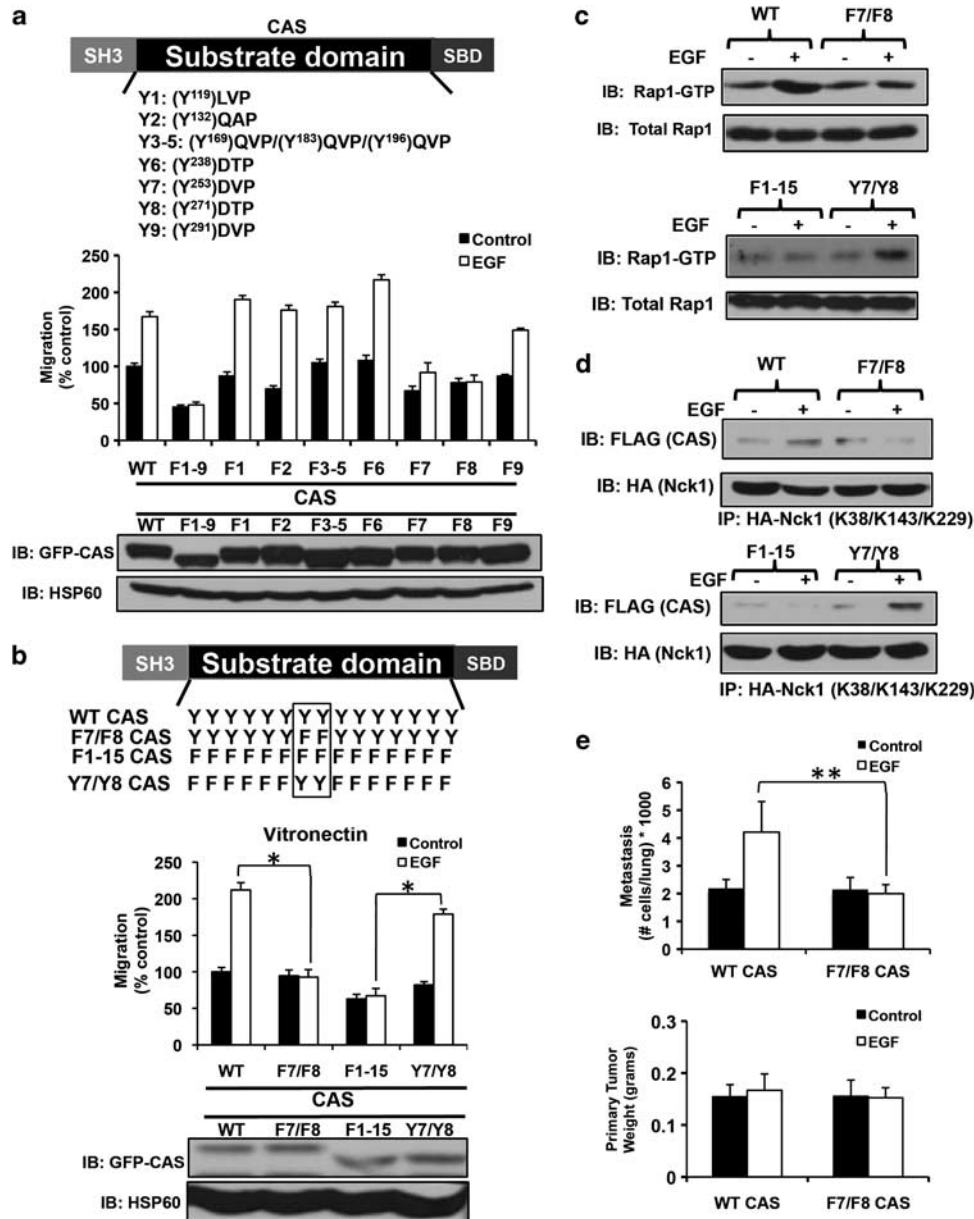 a
CAS
SH3 Substrate domain SBD
Y1: (Y119)LVP
Y2: (Y132)QAP
Y3-5: (Y169)QVP/(Y183)QVP/(Y196)QVP
Y6: (Y238)DTP
Y7: (Y253)DVP
Y8: (Y271)DTP
Y9: (Y291)DVP
Control
EGF
Migration
(% control)
250
200
150
100
50
0
WT F1-9 F1 F2 F3-5 F6 F7 F8 F9
CAS
WT F1-9 F1 F2 F3-5 F6 F7 F8 F9
IB: GFP-CAS
IB: HSP60
b
SH3 Substrate domain SBD
WT CAS Y Y Y Y Y Y Y Y Y Y Y Y Y Y Y
F7/F8 CAS Y Y Y Y Y Y F F Y Y Y Y Y Y Y
F1-15 CAS F F F F F F F F F F F F F F F
Y7/Y8 CAS F F F F F F Y Y F F F F F F F
Vitronectin
Control
EGF
Migration
(% control)
250
200
150
100
50
0
*
*
WT F7/F8 F1-15 Y7/Y8
CAS
WT F7/F8 F1-15 Y7/Y8
IB: GFP-CAS
IB: HSP60
c
WT F7/F8
EGF - + - +
IB: Rap1-GTP
IB: Total Rap1
F1-15 Y7/Y8
EGF - + - +
IB: Rap1-GTP
IB: Total Rap1
d
WT F7/F8
EGF - + - +
IB: FLAG (CAS)
IB: HA (Nck1)
IP: HA-Nck1 (K38/K143/K229)
F1-15 Y7/Y8
EGF - + - +
IB: FLAG (CAS)
IB: HA (Nck1)
IP: HA-Nck1 (K38/K143/K229)
e
Control
EGF
Metastasis
(# cells/lung) * 1000
6
5
4
3
2
1
0
**
WT CAS F7/F8 CAS
Control
EGF
Primary Tumor
Weight (grams)
0.3
0.2
0.1
0
WT CAS F7/F8 CAS